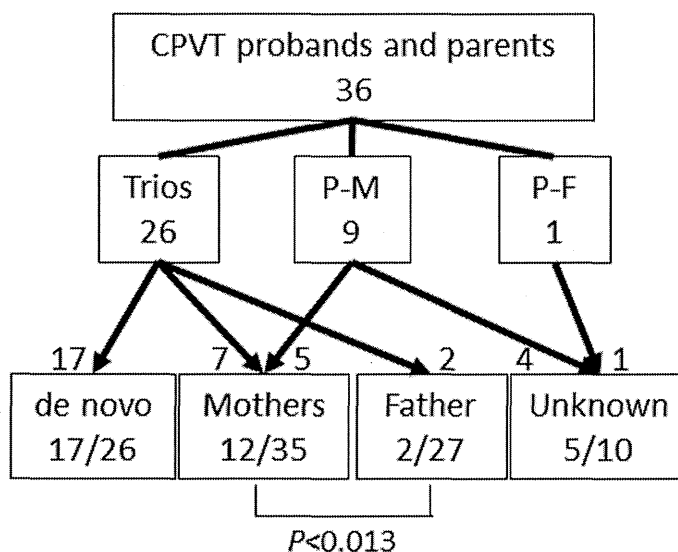 CPVT probands and parents
36
Trios P-M P-F
26 9 1
17 7 5 2 4 1
de novo Mothers Father Unknown
17/26 12/35 2/27 5/10
P<0.013